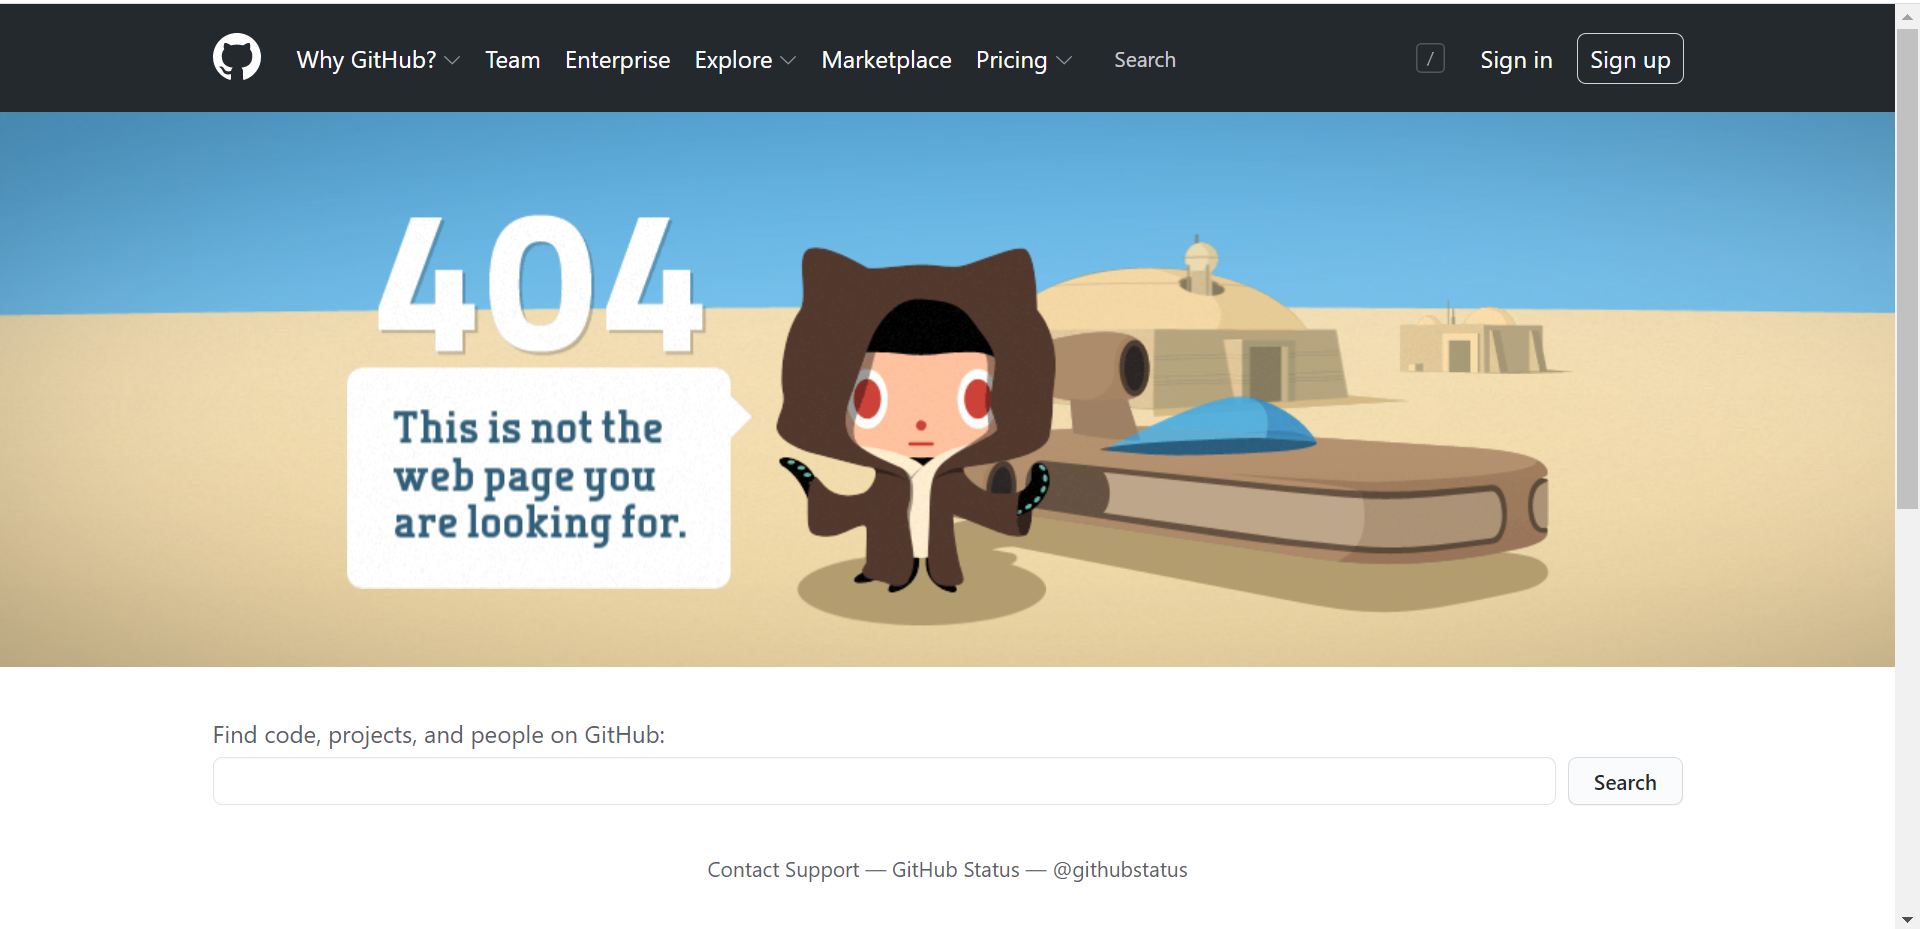 Why GitHub? Team Enterprise Explore Marketplace Pricing Search / Sign in Sign up
404
This is not the
web page you
are looking for.
Find code, projects, and people on GitHub:
Search
Contact Support — GitHub Status — @githubstatus